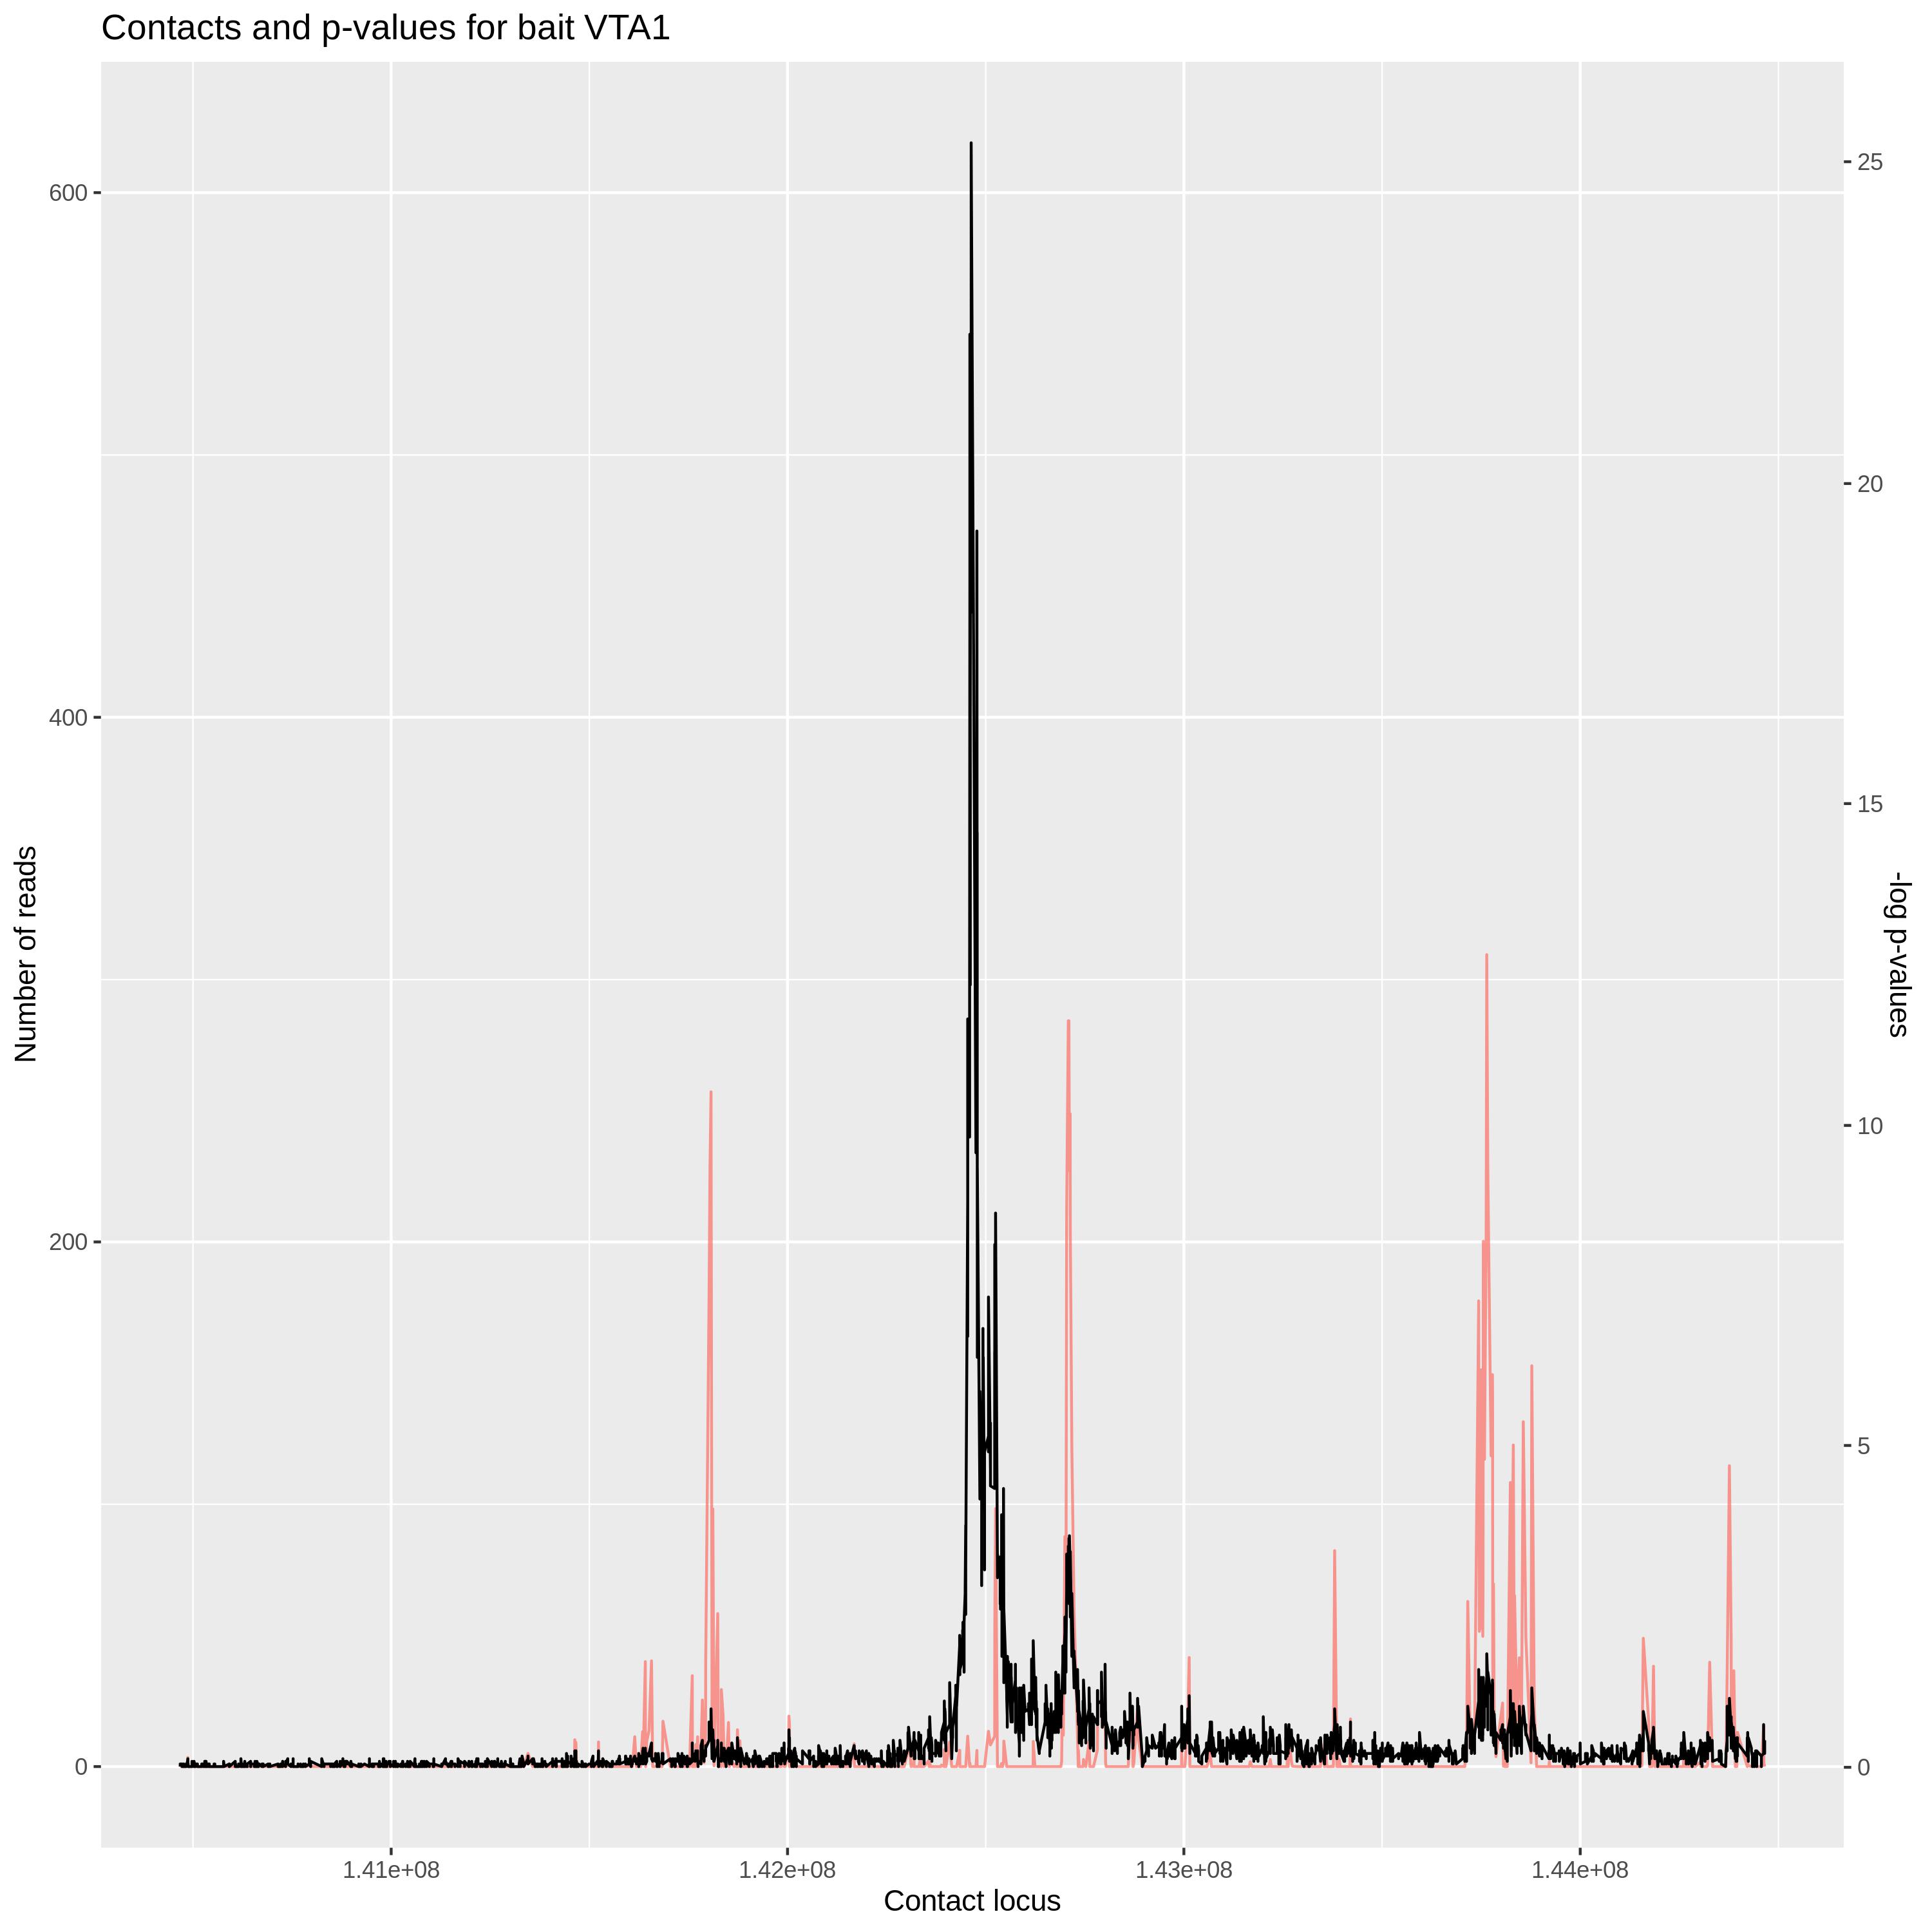 Contacts and p-values for bait VTA1
600
400
200
0
Number of reads
25
20
15
10
5
0
-log p-values
1.41e+08
1.42e+08
1.43e+08
1.44e+08
Contact locus